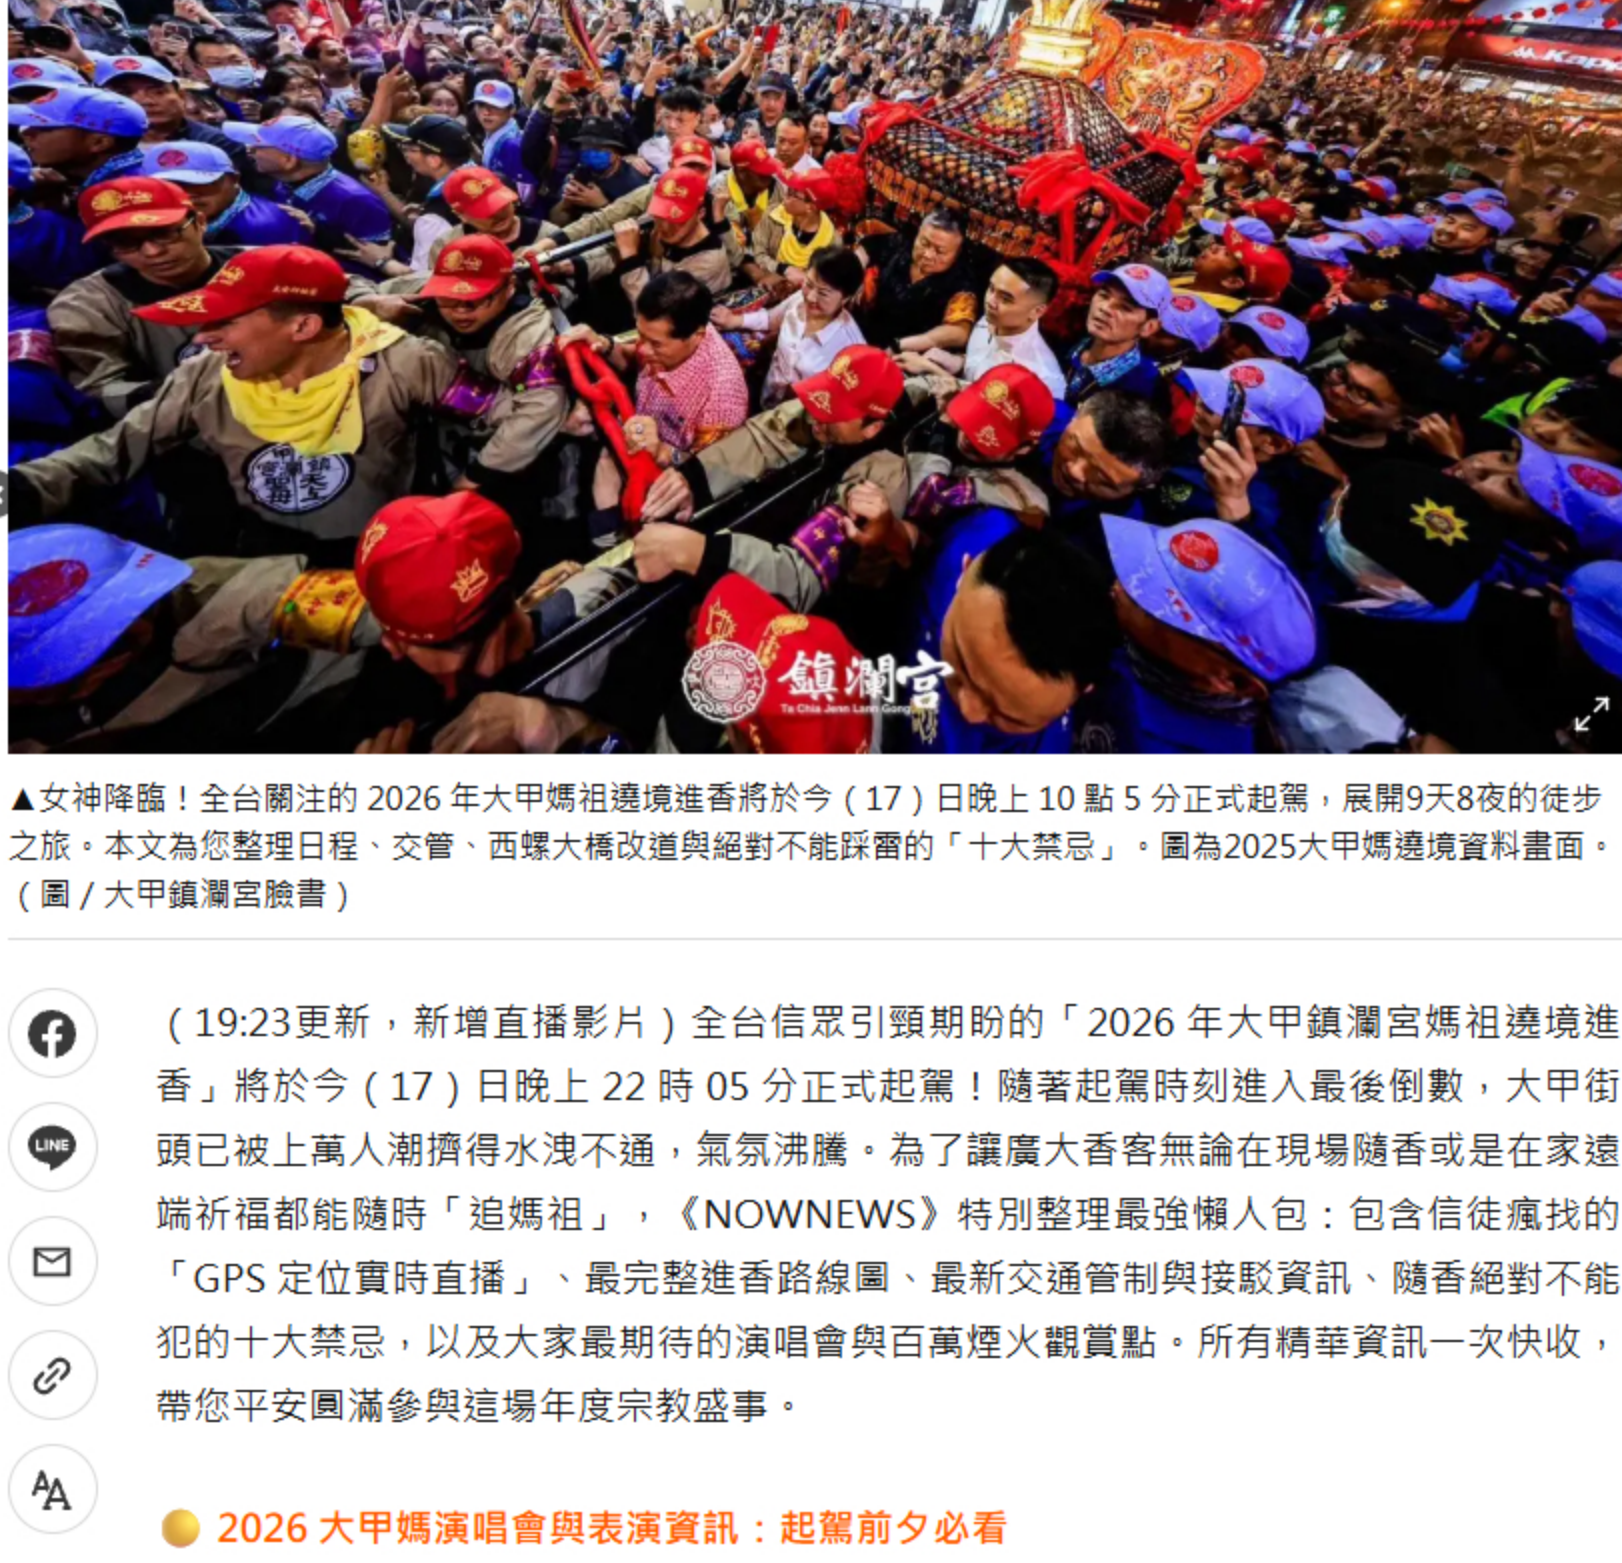 Kapp
鎮瀾宮
Ta Chia Jenn Lann Gong
▲女神降臨！全台關注的 2026 年大甲媽祖遶境進香將於今（17）日晚上 10 點 5 分正式起駕，展開9天8夜的徒步
之旅。本文為您整理日程、交管、西螺大橋改道與絕對不能踩雷的「十大禁忌」。圖為2025大甲媽遶境資料畫面。
（圖 / 大甲鎮瀾宮臉書）
（19:23更新，新增直播影片）全台信眾引頸期盼的「2026 年大甲鎮瀾宮媽祖遶境進
香」將於今（17）日晚上 22 時 05 分正式起駕！隨著起駕時刻進入最後倒數，大甲街
頭已被上萬人潮擠得水洩不通，氣氛沸騰。為了讓廣大香客無論在現場隨香或是在家遠
端祈福都能隨時「追媽祖」，《NOWNEWS》特別整理最強懶人包：包含信徒瘋找的
「GPS 定位實時直播」、最完整進香路線圖、最新交通管制與接駁資訊、隨香絕對不能
犯的十大禁忌，以及大家最期待的演唱會與百萬煙火觀賞點。所有精華資訊一次快收，
帶您平安圓滿參與這場年度宗教盛事。
LINE
AA
2026 大甲媽演唱會與表演資訊：起駕前夕必看